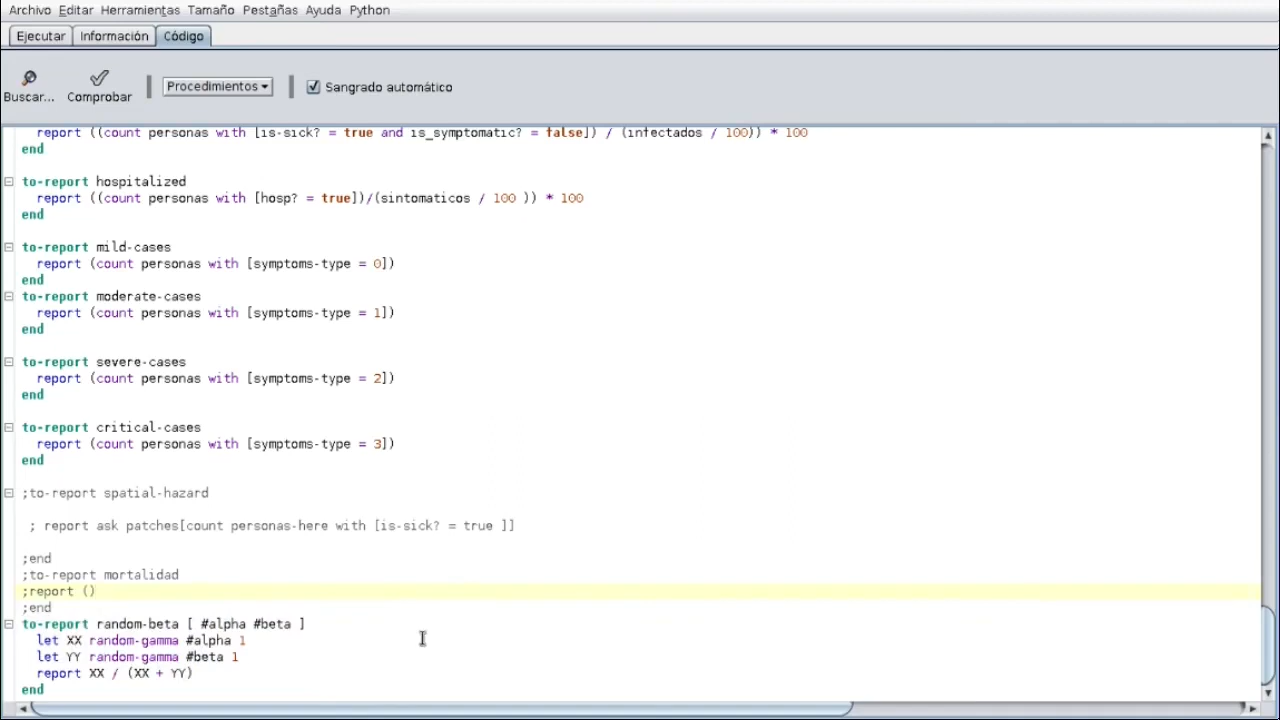 Archivo Editar Herramientas Tamaño Pestañas Ayuda Python
Ejecutar Información Código
Buscar... Comprobar Procedimientos Sangrado automático
report ((count personas with [is-sick? = true and is_symptomatic? = false]) / (infectados / 100)) * 100
end
to-report hospitalized
report ((count personas with [hosp? = true])/(sintomaticos / 100 )) * 100
end
to-report mild-cases
report (count personas with [symptoms-type = 0])
end
to-report moderate-cases
report (count personas with [symptoms-type = 1])
end
to-report severe-cases
report (count personas with [symptoms-type = 2])
end
to-report critical-cases
report (count personas with [symptoms-type = 3])
end
;to-report spatial-hazard
; report ask patches[count personas-here with [is-sick? = true ]]
;end
;to-report mortalidad
;report ()
;end
to-report random-beta [ #alpha #beta ]
let XX random-gamma #alpha 1
let YY random-gamma #beta 1
report XX / (XX + YY)
end